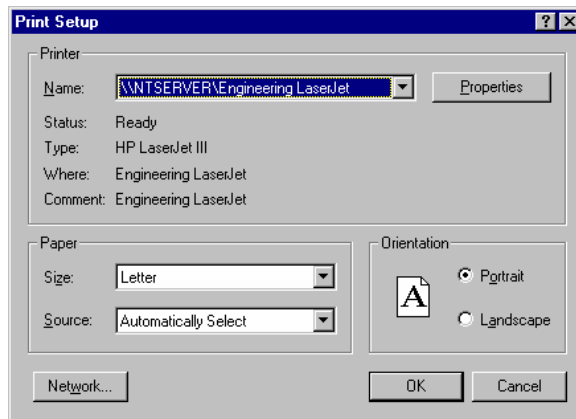 Print Setup
Printer
Name: \\NTSERVER\Engineering LaserJet Properties
Status: Ready
Type: HP LaserJet III
Where: Engineering LaserJet
Comment: Engineering LaserJet
Paper
Size: Letter
Source: Automatically Select
Orientation
A
Portrait
Landscape
Network... OK Cancel